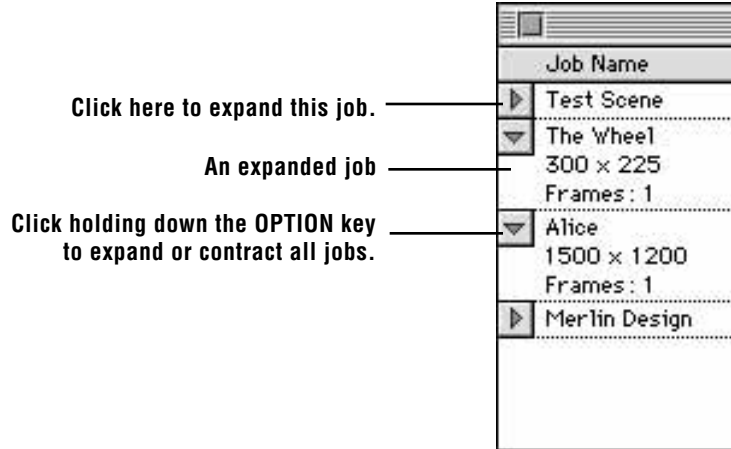 Job Name
Click here to expand this job.
Test Scene
The Wheel
An expanded job
300 × 225
Frames: 1
Click holding down the OPTION key
to expand or contract all jobs.
Alice
1500 × 1200
Frames: 1
Merlin Design